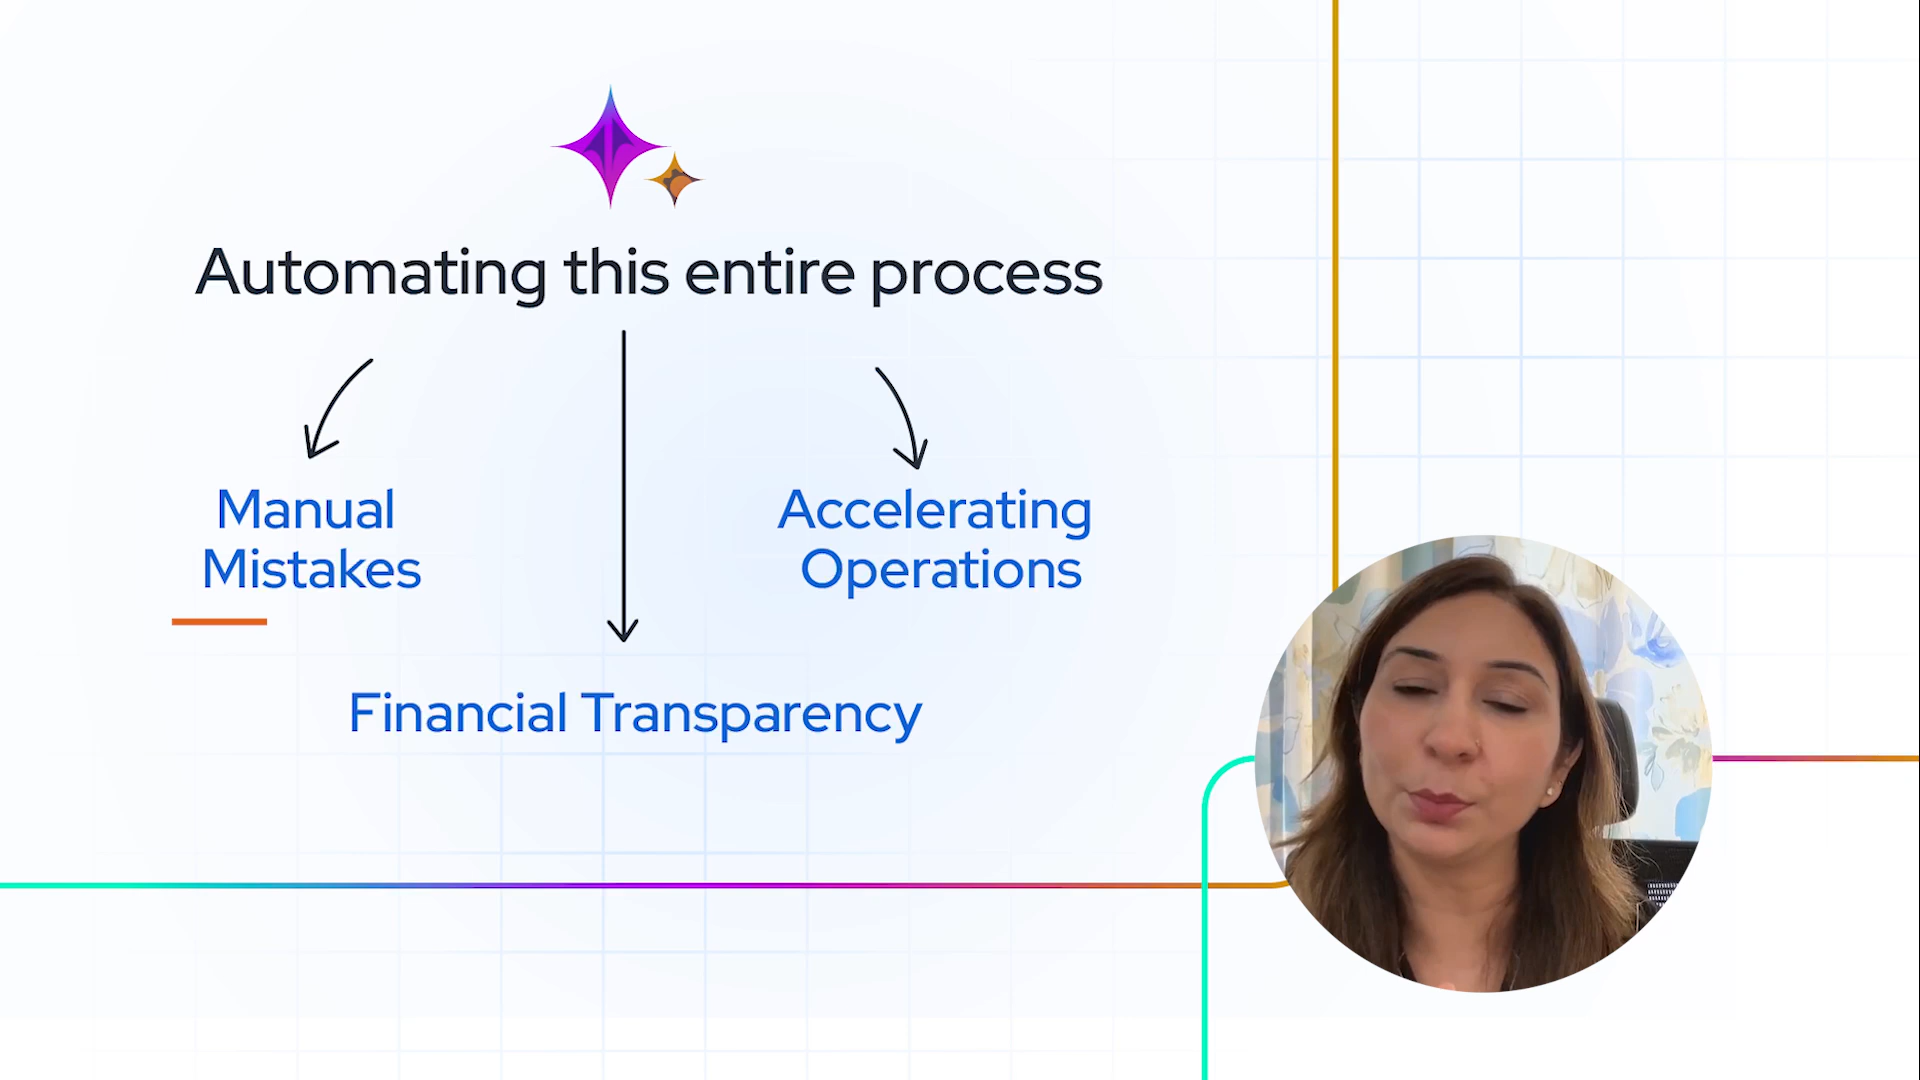 Automating this entire process
Manual
Mistakes
Accelerating
Operations
Financial Transparency